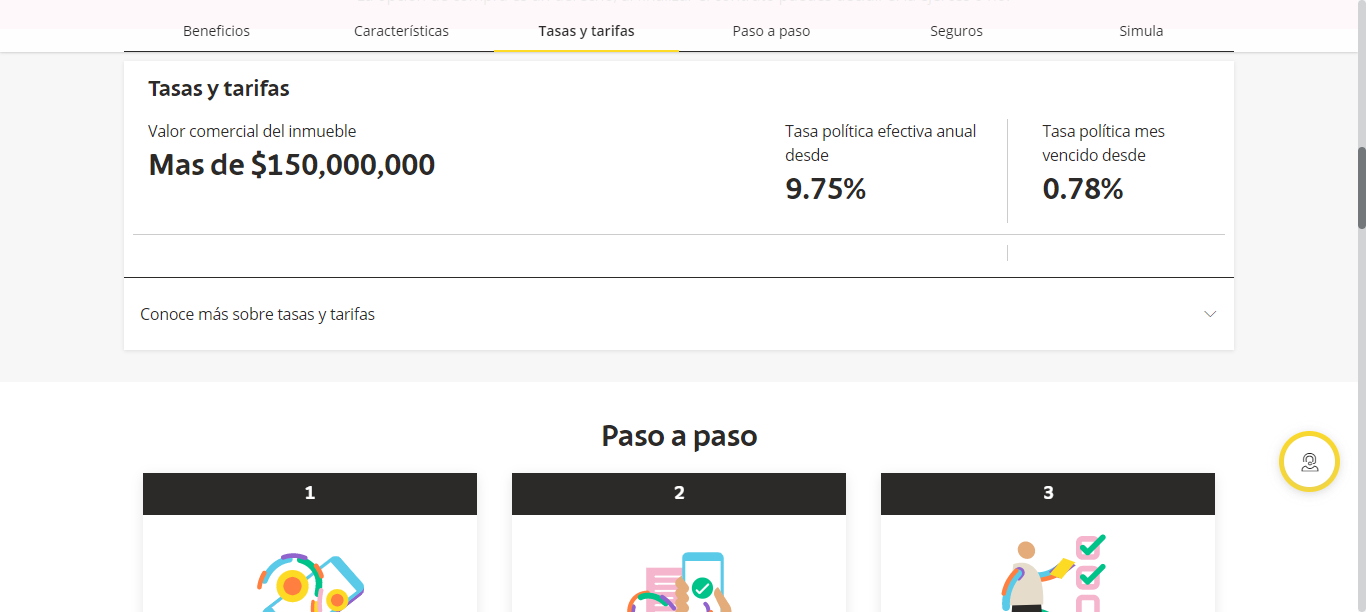 Beneficios
Características
Tasas y tarifas
Paso a paso
Seguros
Simula
Tasas y tarifas
Valor comercial del inmueble
Mas de $150,000,000
Tasa política efectiva anual
desde
9.75%
Tasa política mes
vencido desde
0.78%
Conoce más sobre tasas y tarifas
Paso a paso
1
2
3